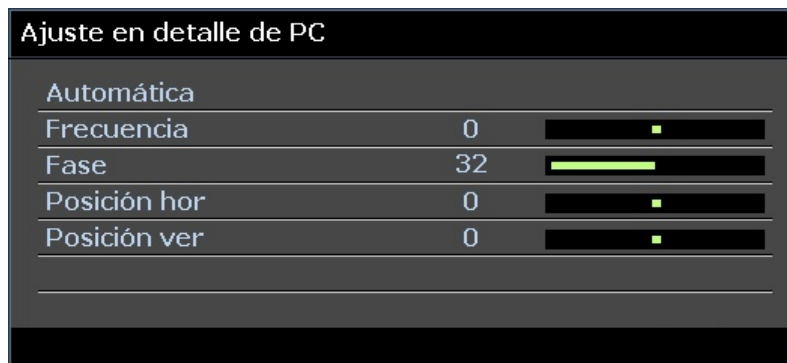 Ajuste en detalle de PC
Automática
Frecuencia 0
Fase 32
Posición hor 0
Posición ver 0